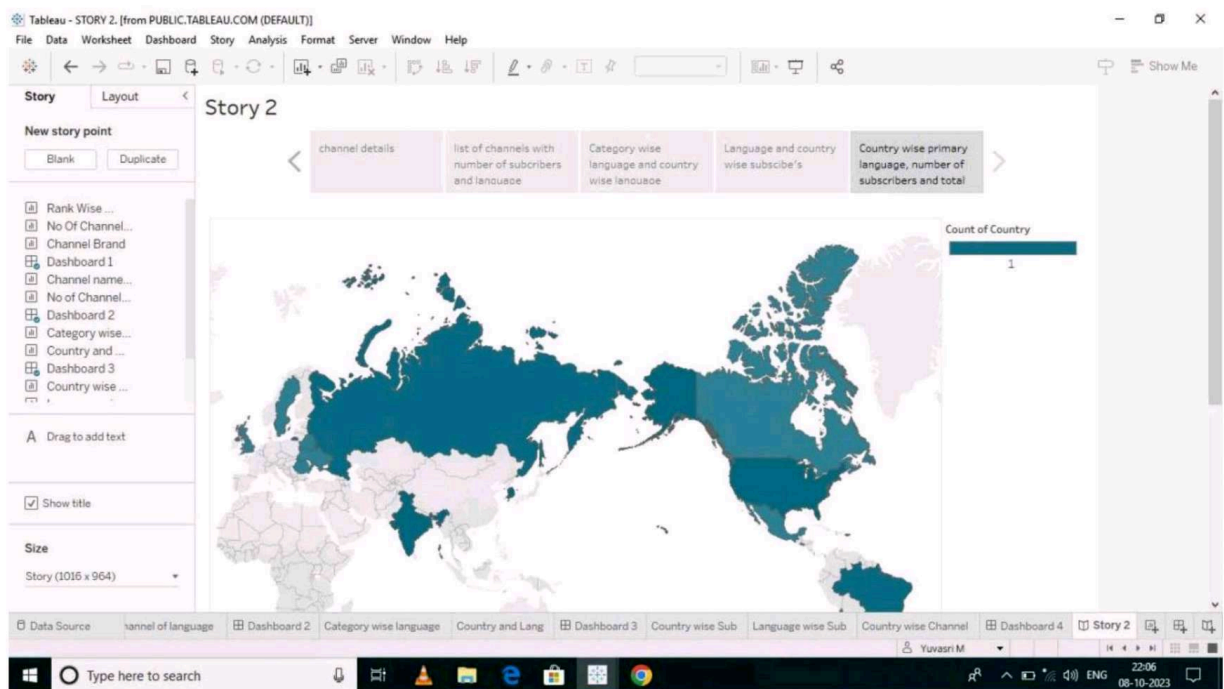 Tableau - STORY 2. [from PUBLIC.TABLEAU.COM (DEFAULT)]
File Data Worksheet Dashboard Story Analysis Format Server Window Help
Show Me
Story Layout
New story point
Blank Duplicate
Rank Wise ...
No Of Channel...
Channel Brand
Dashboard 1
Channel name...
No of Channel...
Dashboard 2
Category wise...
Country and ...
Dashboard 3
Country wise ...
A Drag to add text
Show title
Size
Story (1016 x 964)
Story 2
channel details
list of channels with
number of subcribers
and language
Category wise
language and country
wise language
Language and country
wise subscibe's
Country wise primary
language, number of
subscribers and total
Count of Country
1
Data Source hannel of language Dashboard 2 Category wise language Country and Lang Dashboard 3 Country wise Sub Language wise Sub Country wise Channel Dashboard 4 Story 2
Yuvasri M
Type here to search
ENG
22:06
08-10-2023